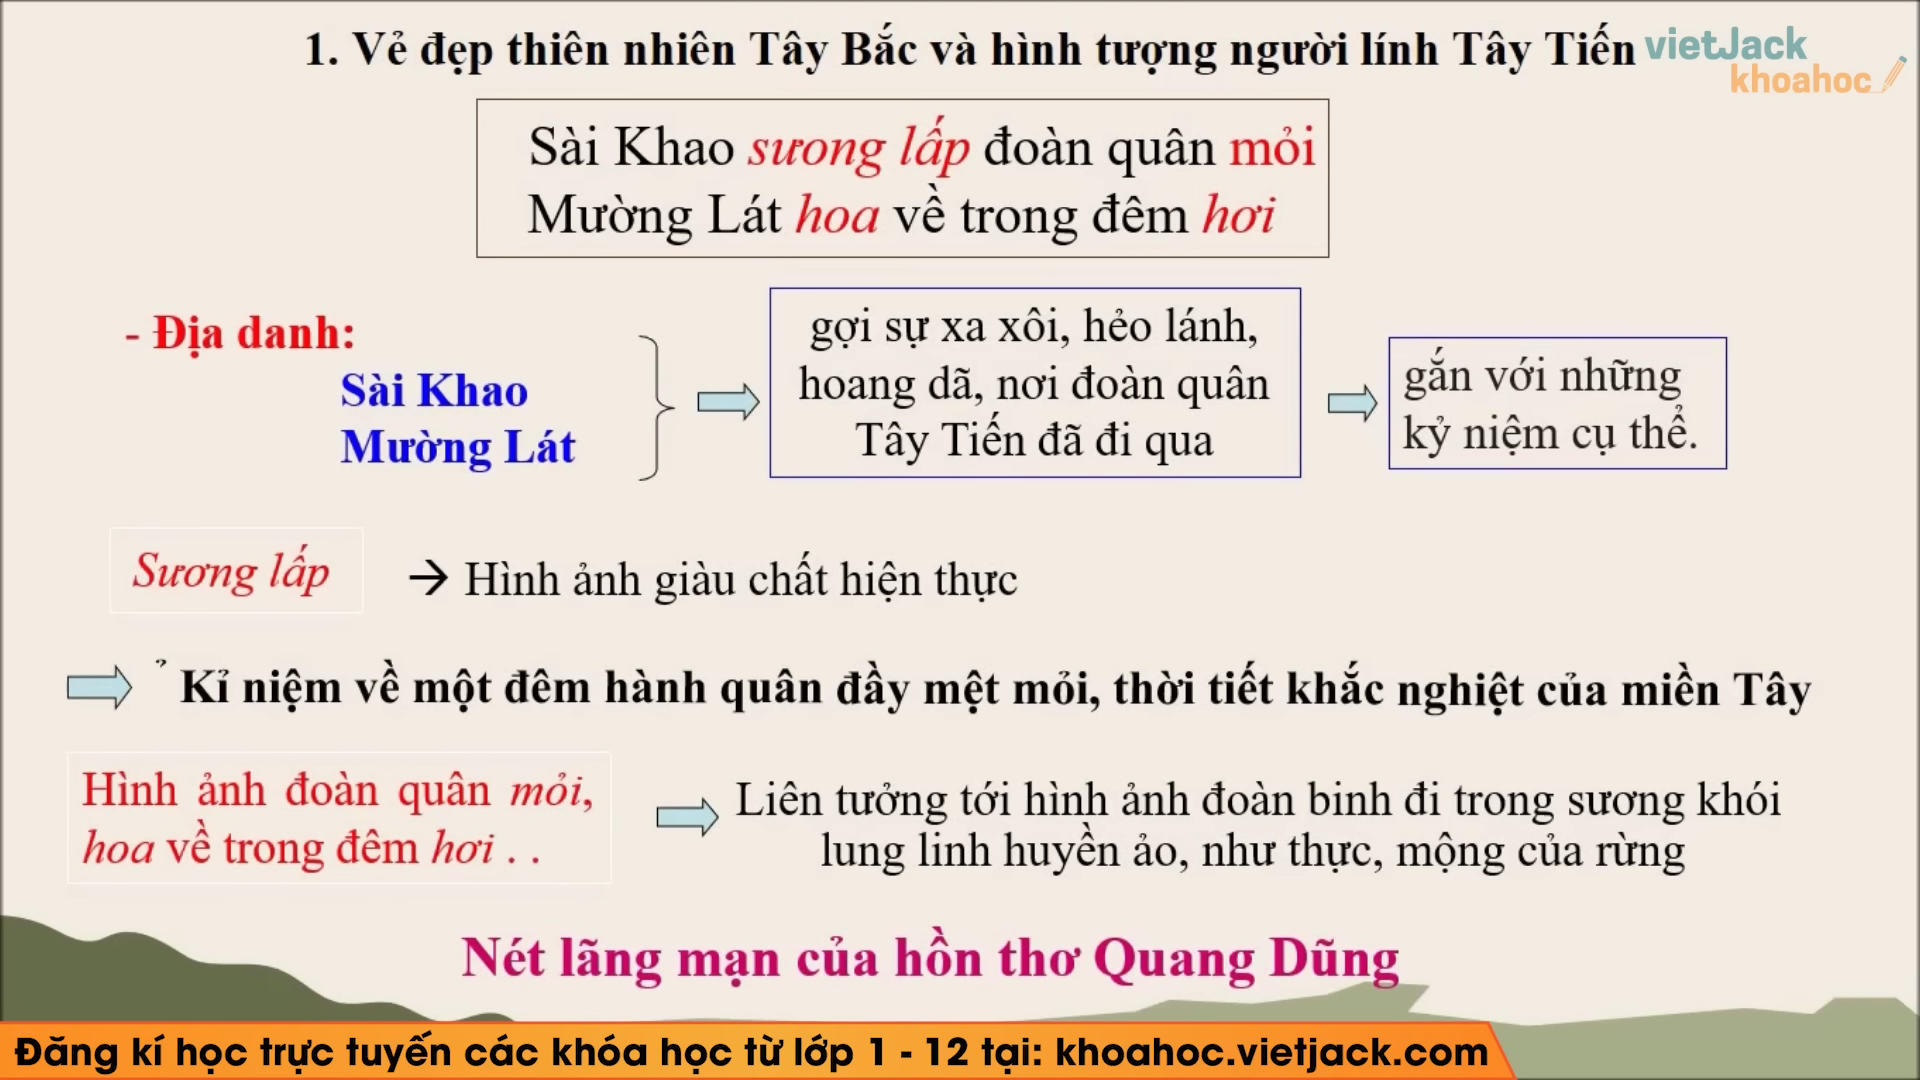 1. Vẻ đẹp thiên nhiên Tây Bắc và hình tượng người lính Tây Tiến
vietJack
khoahoc
Sài Khao sương lấp đoàn quân mỏi
Mường Lát hoa về trong đêm hơi
- Địa danh:
Sài Khao
Mường Lát
gợi sự xa xôi, hẻo lánh,
hoang dã, nơi đoàn quân
Tây Tiến đã đi qua
gắn với những
kỷ niệm cụ thể.
Sương lấp
→ Hình ảnh giàu chất hiện thực
Kỉ niệm về một đêm hành quân đầy mệt mỏi, thời tiết khắc nghiệt của miền Tây
Hình ảnh đoàn quân mỏi,
hoa về trong đêm hơi . .
Liên tưởng tới hình ảnh đoàn binh đi trong sương khói
lung linh huyền ảo, như thực, mộng của rừng
Nét lãng mạn của hồn thơ Quang Dũng
Đăng kí học trực tuyến các khóa học từ lớp 1 - 12 tại: khoahoc.vietjack.com